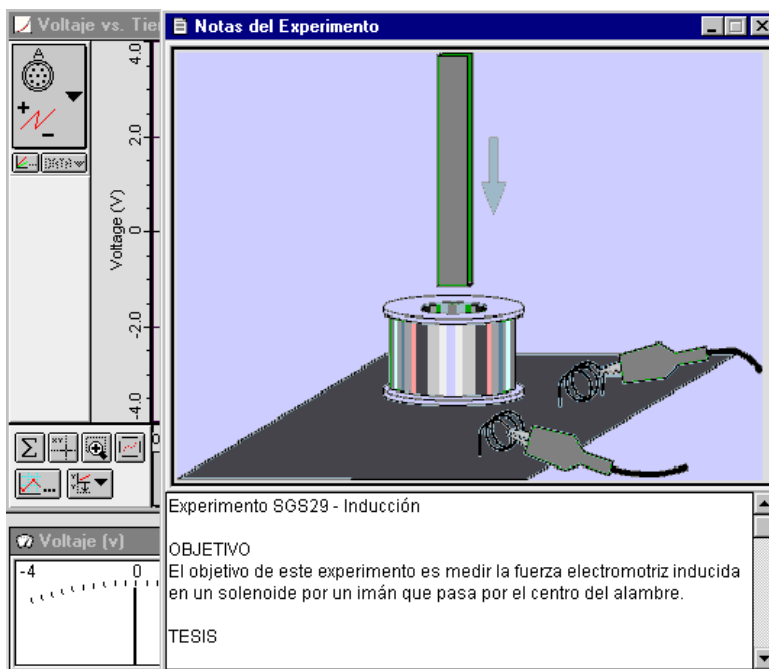 Voltaje vs. Tie
Notas del Experimento
A
+
-
DATA
Voltage (V)
4.0
2.0
0
-2.0
-4.0
0
Σ
XY
Experimento SGS29 - Inducción
OBJETIVO
El objetivo de este experimento es medir la fuerza electromotriz inducida
en un solenoide por un imán que pasa por el centro del alambre.
TESIS
Voltaje (v)
-4
0